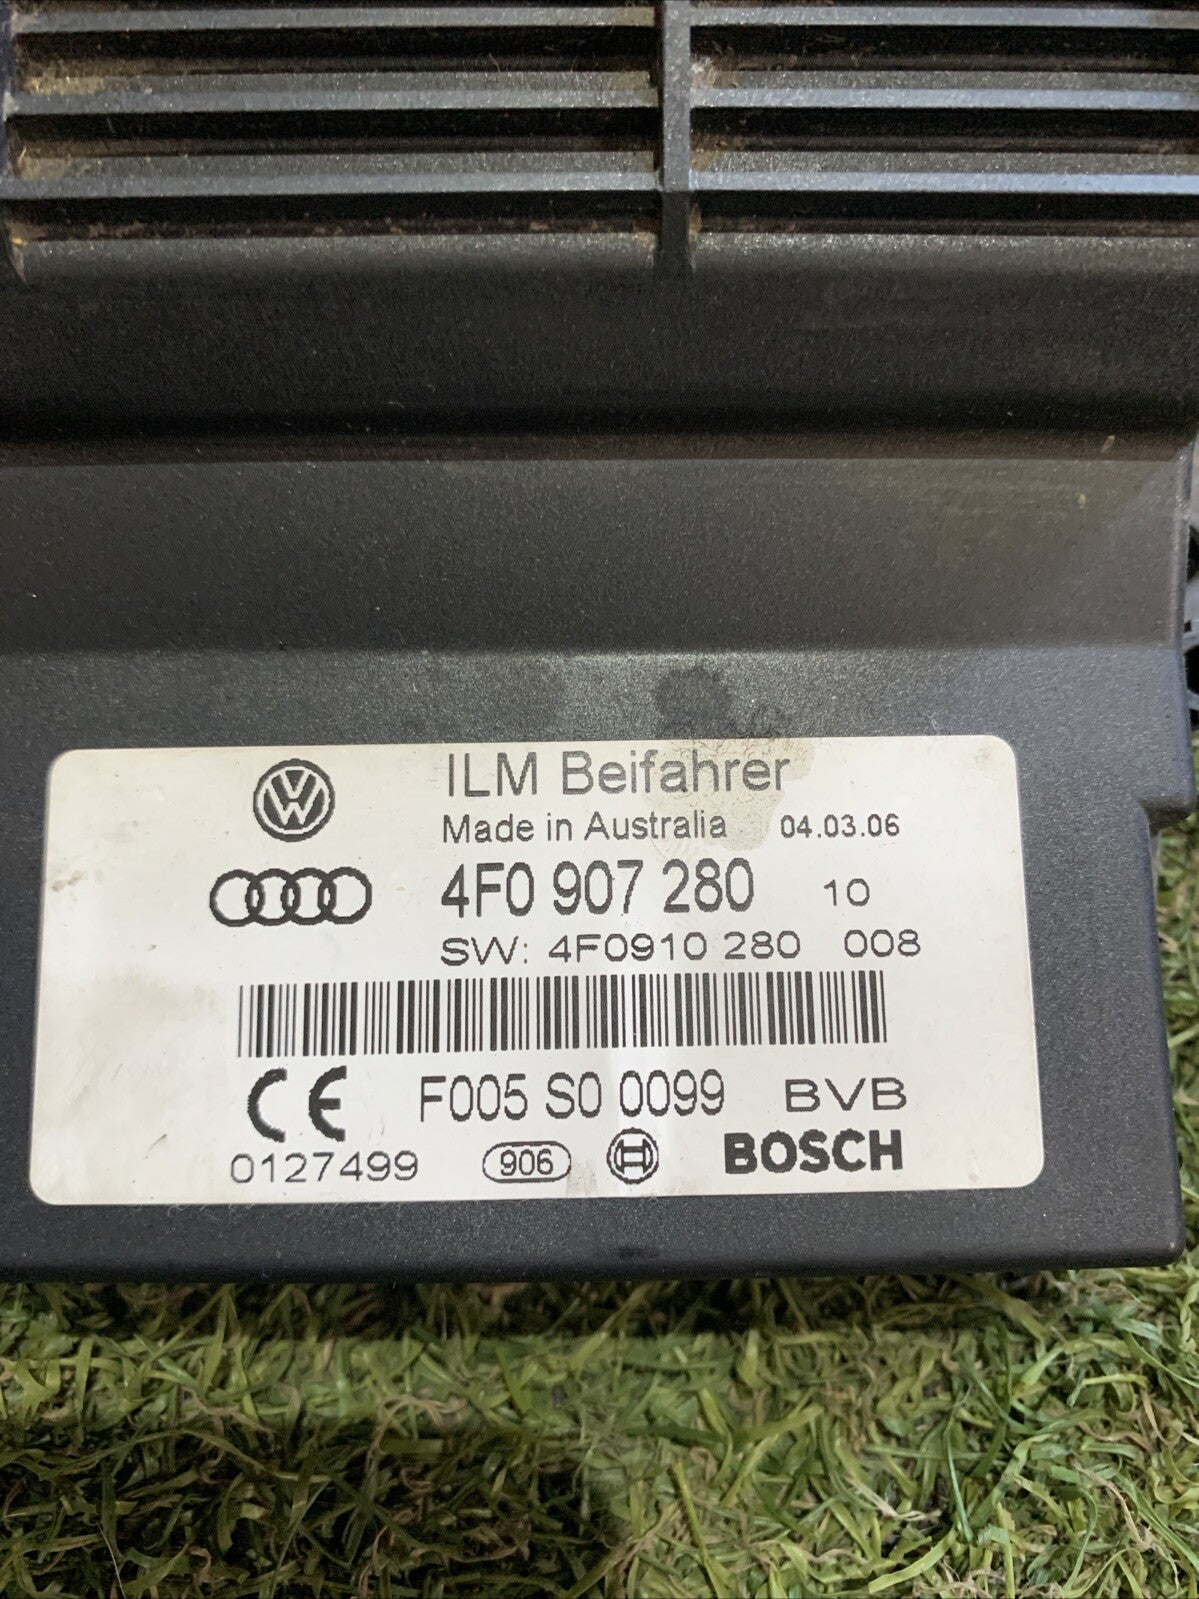 ILM Beifahrer
Made in Australia 04.03.06
4F0 907 280 10
SW: 4F0910 280 008
CE F005 S0 0099 BVB
0127499 906 BOSCH